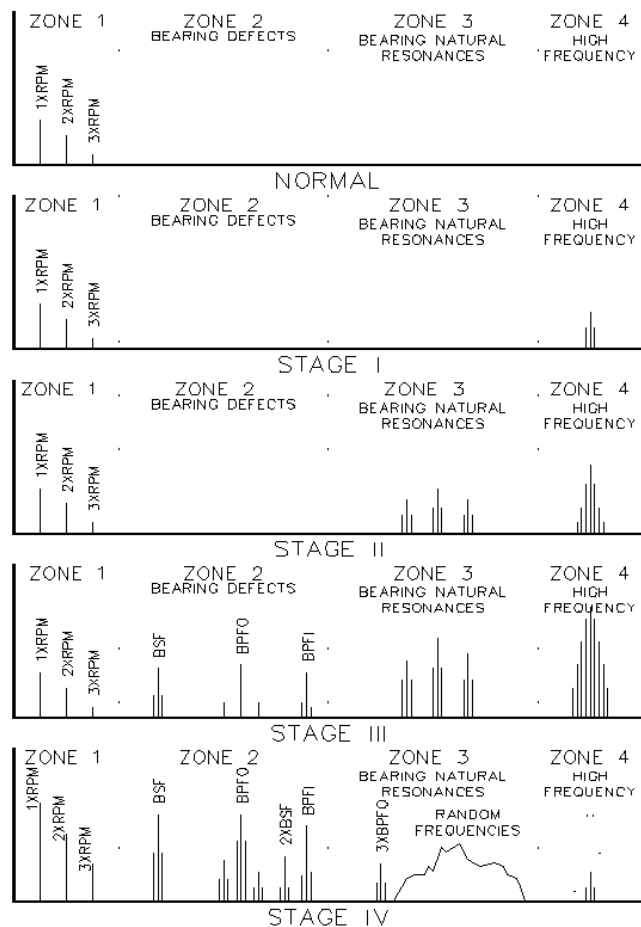 ZONE 1 ZONE 2 ZONE 3 ZONE 4
BEARING DEFECTS BEARING NATURAL RESONANCES HIGH FREQUENCY
1XRPM
2XRPM
3XRPM
NORMAL
ZONE 1 ZONE 2 ZONE 3 ZONE 4
BEARING DEFECTS BEARING NATURAL RESONANCES HIGH FREQUENCY
1XRPM
2XRPM
3XRPM
STAGE I
ZONE 1 ZONE 2 ZONE 3 ZONE 4
BEARING DEFECTS BEARING NATURAL RESONANCES HIGH FREQUENCY
1XRPM
2XRPM
3XRPM
STAGE II
ZONE 1 ZONE 2 ZONE 3 ZONE 4
BEARING DEFECTS BEARING NATURAL RESONANCES HIGH FREQUENCY
1XRPM
2XRPM
3XRPM
BSF
BPFO
BPFI
STAGE III
ZONE 1 ZONE 2 ZONE 3 ZONE 4
BEARING NATURAL RESONANCES HIGH FREQUENCY
1XRPM
2XRPM
3XRPM
BSF
BPFO
2XBSF
BPFI
3XBPFO
RANDOM
FREQUENCIES
STAGE IV